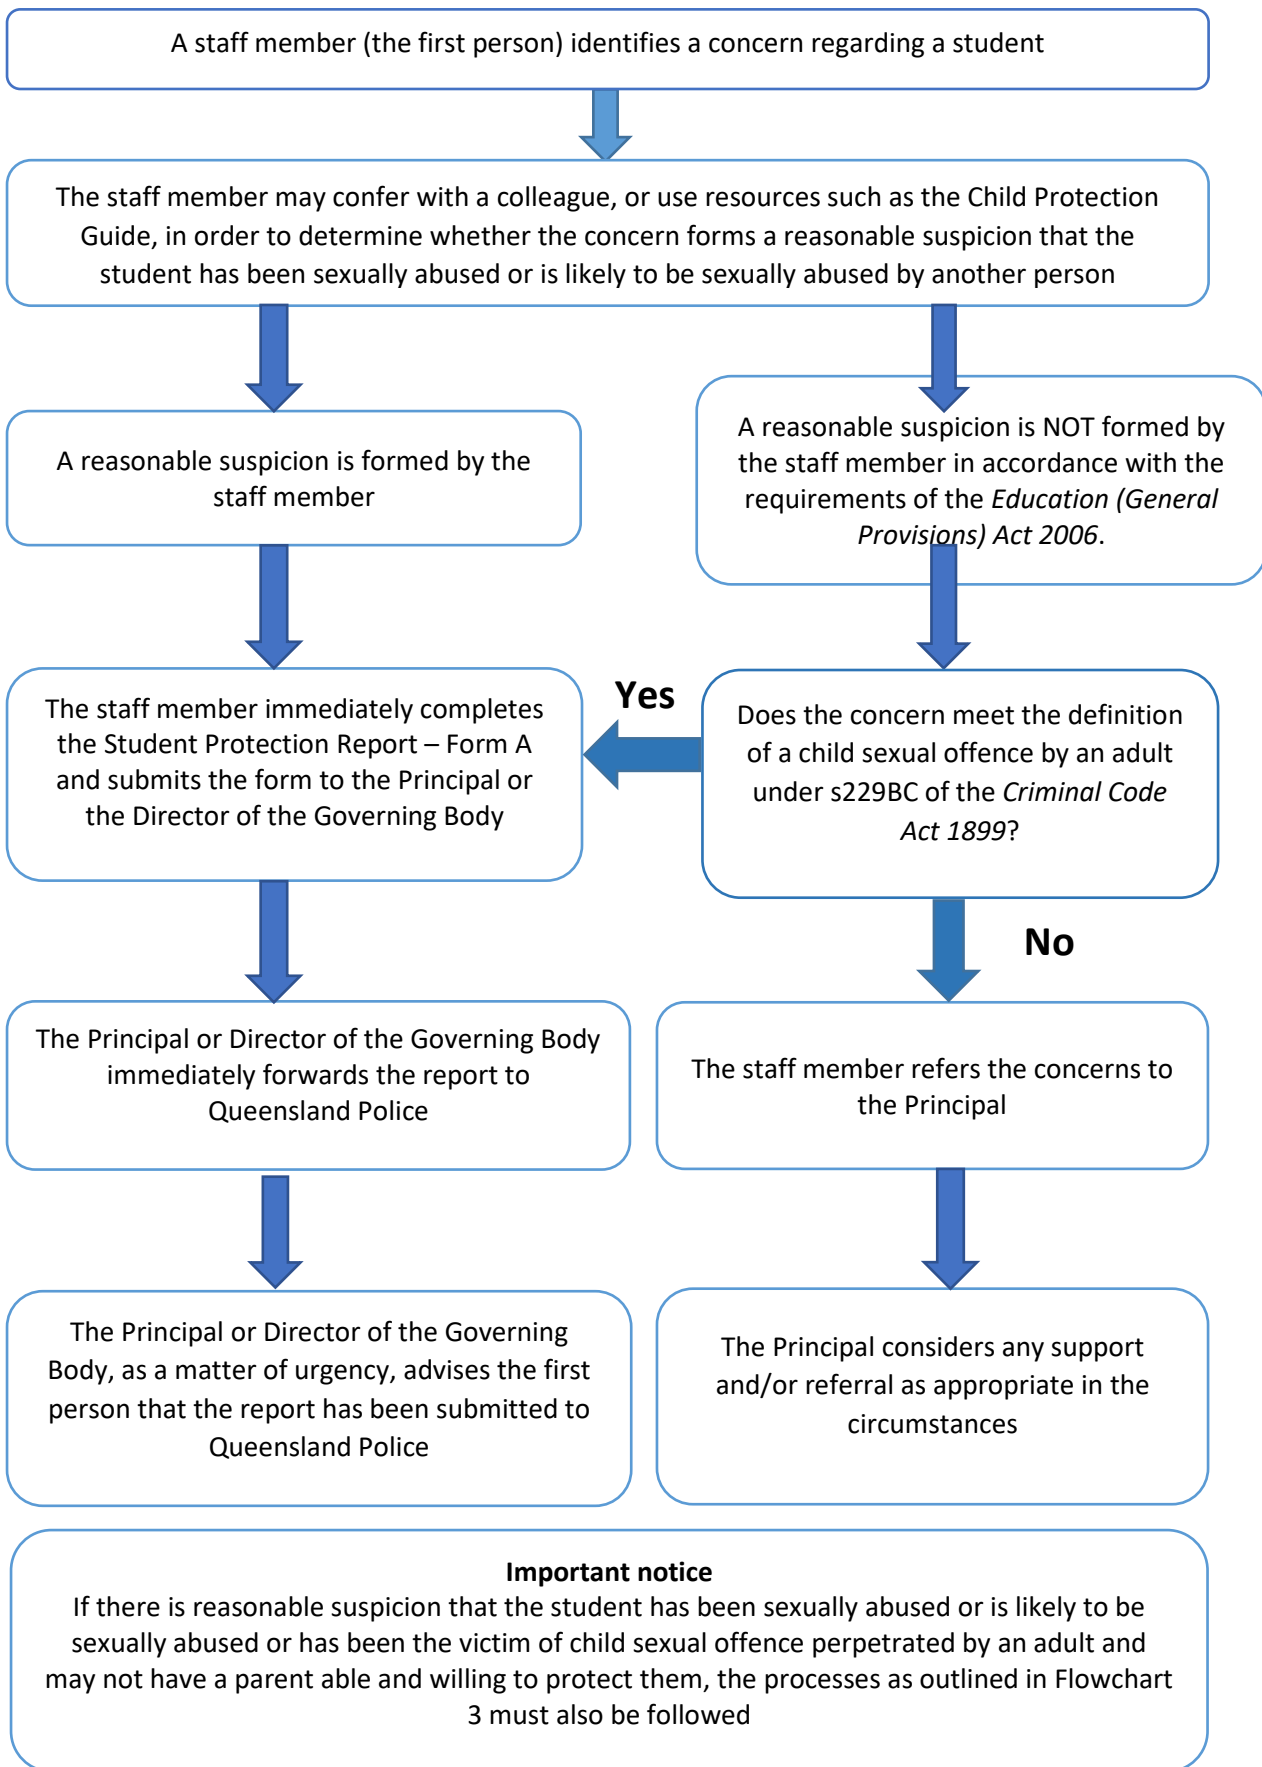 A staff member (the first person) identifies a concern regarding a student
The staff member may confer with a colleague, or use resources such as the Child Protection
Guide, in order to determine whether the concern forms a reasonable suspicion that the
student has been sexually abused or is likely to be sexually abused by another person
A reasonable suspicion is formed by the
staff member
A reasonable suspicion is NOT formed by
the staff member in accordance with the
requirements of the Education (General
Provisions) Act 2006.
The staff member immediately completes
the Student Protection Report – Form A
and submits the form to the Principal or
the Director of the Governing Body
Yes
Does the concern meet the definition
of a child sexual offence by an adult
under s229BC of the Criminal Code
Act 1899?
No
The Principal or Director of the Governing Body
immediately forwards the report to
Queensland Police
The staff member refers the concerns to
the Principal
The Principal or Director of the Governing
Body, as a matter of urgency, advises the first
person that the report has been submitted to
Queensland Police
The Principal considers any support
and/or referral as appropriate in the
circumstances
Important notice
If there is reasonable suspicion that the student has been sexually abused or is likely to be
sexually abused or has been the victim of child sexual offence perpetrated by an adult and
may not have a parent able and willing to protect them, the processes as outlined in Flowchart
3 must also be followed